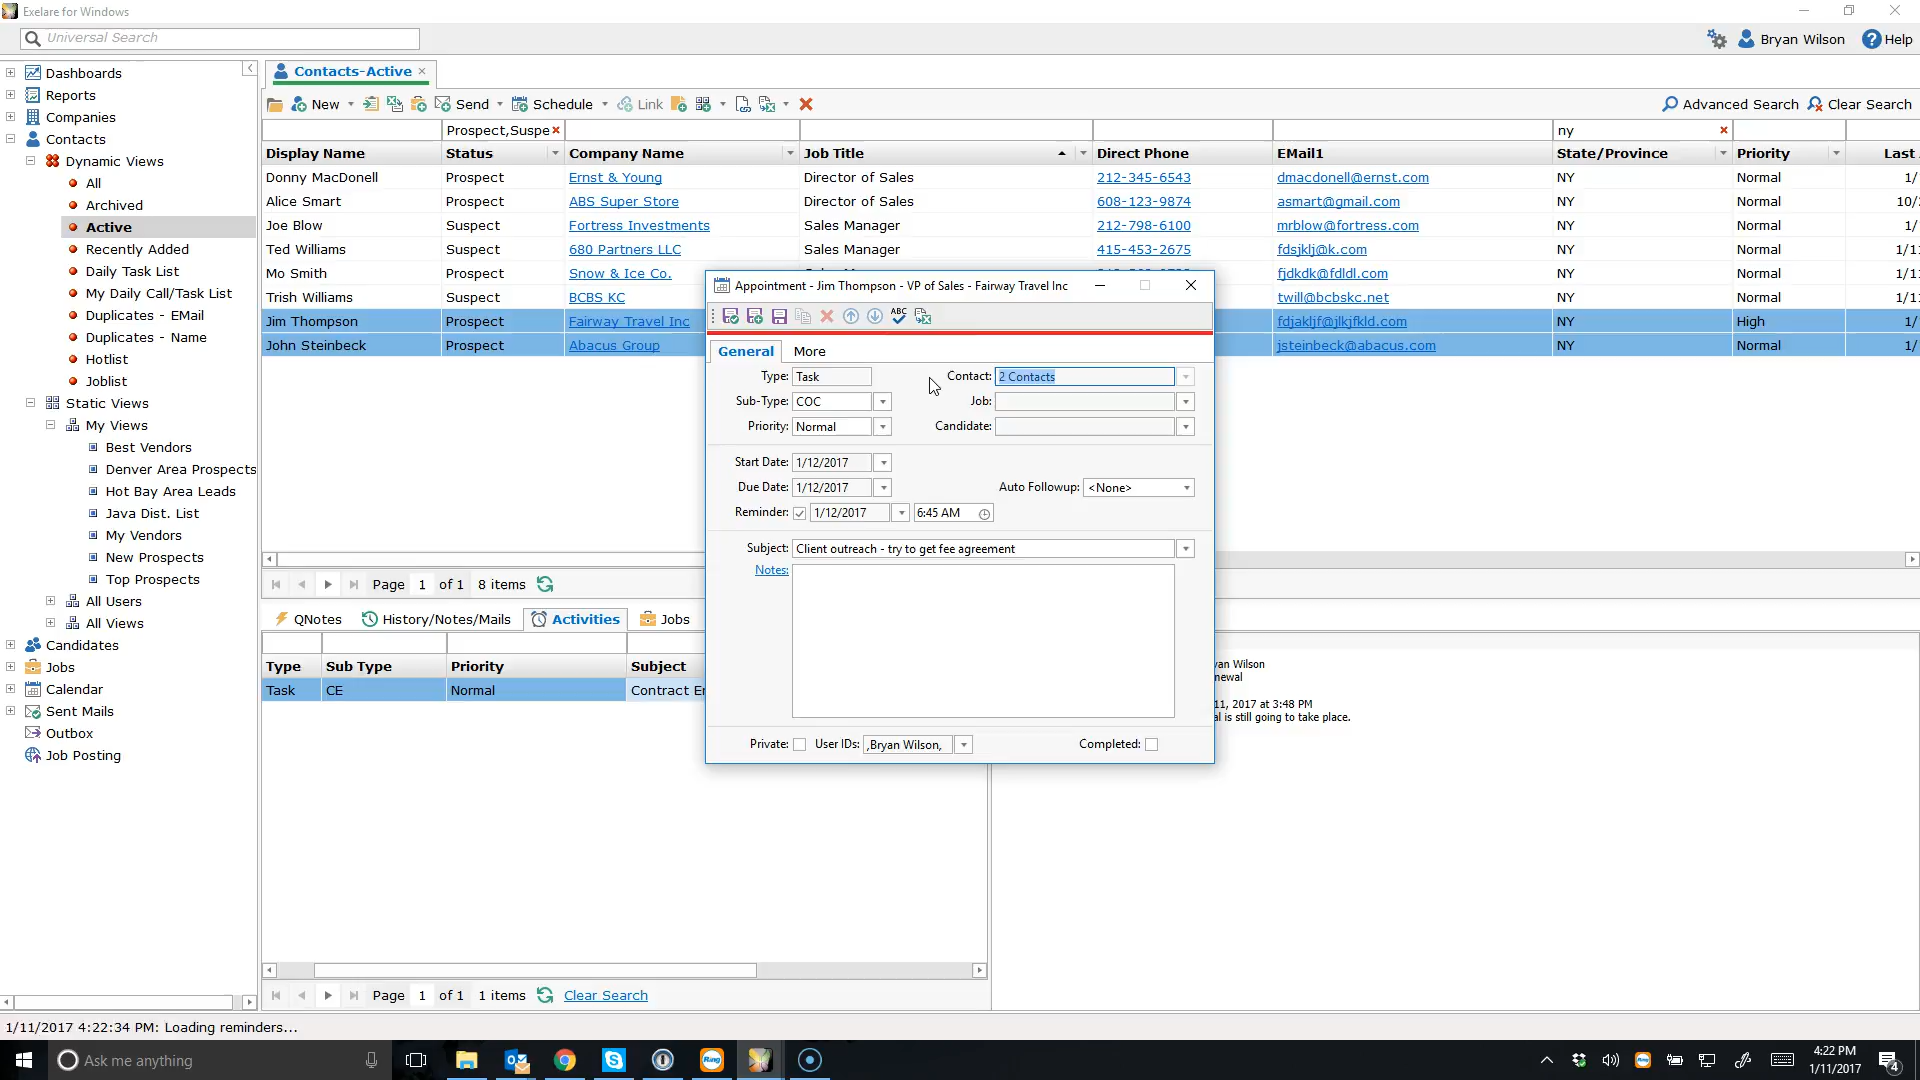 Exelare for Windows
Universal Search
Bryan Wilson
Help
Dashboards
Reports
Companies
Contacts
Dynamic Views
All
Archived
Active
Recently Added
Daily Task List
My Daily Call/Task List
Duplicates - EMail
Duplicates - Name
Hotlist
Joblist
Static Views
My Views
Best Vendors
Denver Area Prospects
Hot Bay Area Leads
Java Dist. List
My Vendors
New Prospects
Top Prospects
All Users
All Views
Candidates
Jobs
Calendar
Sent Mails
Outbox
Job Posting
Contacts-Active
New Send Schedule Link Advanced Search Clear Search
Prospect,Suspe ny
Display Name Status Company Name Job Title Direct Phone EMail1 State/Province Priority Last
Donny MacDonell Prospect Ernst & Young Director of Sales 212-345-6543 dmacdonell@ernst.com NY Normal 1/
Alice Smart Prospect ABS Super Store Director of Sales 608-123-9874 asmart@gmail.com NY Normal 10/
Joe Blow Suspect Fortress Investments Sales Manager 212-798-6100 mrblow@fortress.com NY Normal 1/
Ted Williams Suspect 680 Partners LLC Sales Manager 415-453-2675 fdsjklj@k.com NY Normal 1/1
Mo Smith Prospect Snow & Ice Co. fjdkdk@fdldl.com NY Normal 1/1
Trish Williams Suspect BCBS KC twill@bcbskc.net NY Normal 1/1
Jim Thompson Prospect Fairway Travel Inc fdjakljf@jlkjfkld.com NY High 1/
John Steinbeck Prospect Abacus Group jsteinbeck@abacus.com NY Normal 1/
Page 1 of 1 8 items
QNotes History/Notes/Mails Activities Jobs
Type Sub Type Priority Subject
Task CE Normal Contract Er
Page 1 of 1 1 items Clear Search
Appointment - Jim Thompson - VP of Sales - Fairway Travel Inc
ABC
General More
Type: Task Contact: 2 Contacts
Sub-Type: COC Job:
Priority: Normal Candidate:
Start Date: 1/12/2017
Due Date: 1/12/2017 Auto Followup: <None>
Reminder: 1/12/2017 6:45 AM
Subject: Client outreach - try to get fee agreement
Notes:
Private: User IDs: ,Bryan Wilson, Completed:
yan Wilson
newal
11, 2017 at 3:48 PM
l is still going to take place.
1/11/2017 4:22:34 PM: Loading reminders...
Ask me anything
Ring
4:22 PM
1/11/2017
4